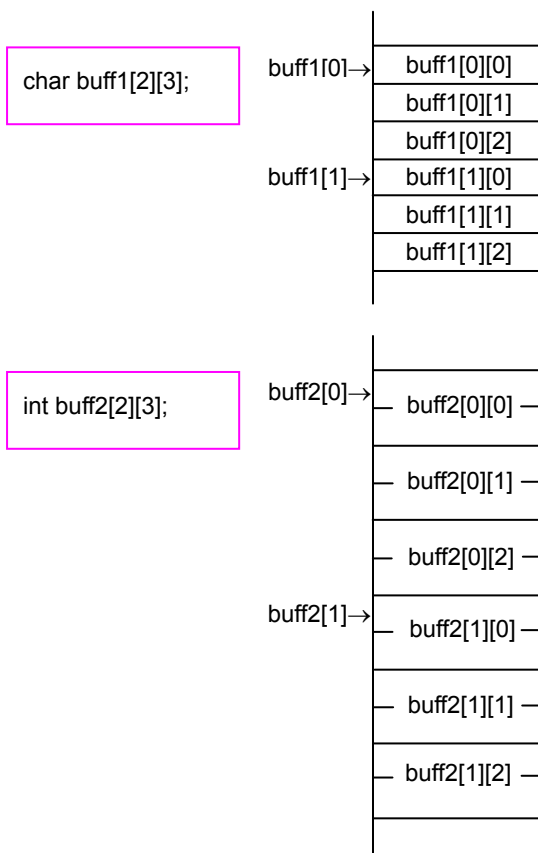 char buff1[2][3];
buff1[0]→ buff1[0][0]
buff1[0][1]
buff1[0][2]
buff1[1]→ buff1[1][0]
buff1[1][1]
buff1[1][2]
int buff2[2][3];
buff2[0]→
buff2[0][0]
buff2[0][1]
buff2[0][2]
buff2[1]→
buff2[1][0]
buff2[1][1]
buff2[1][2]